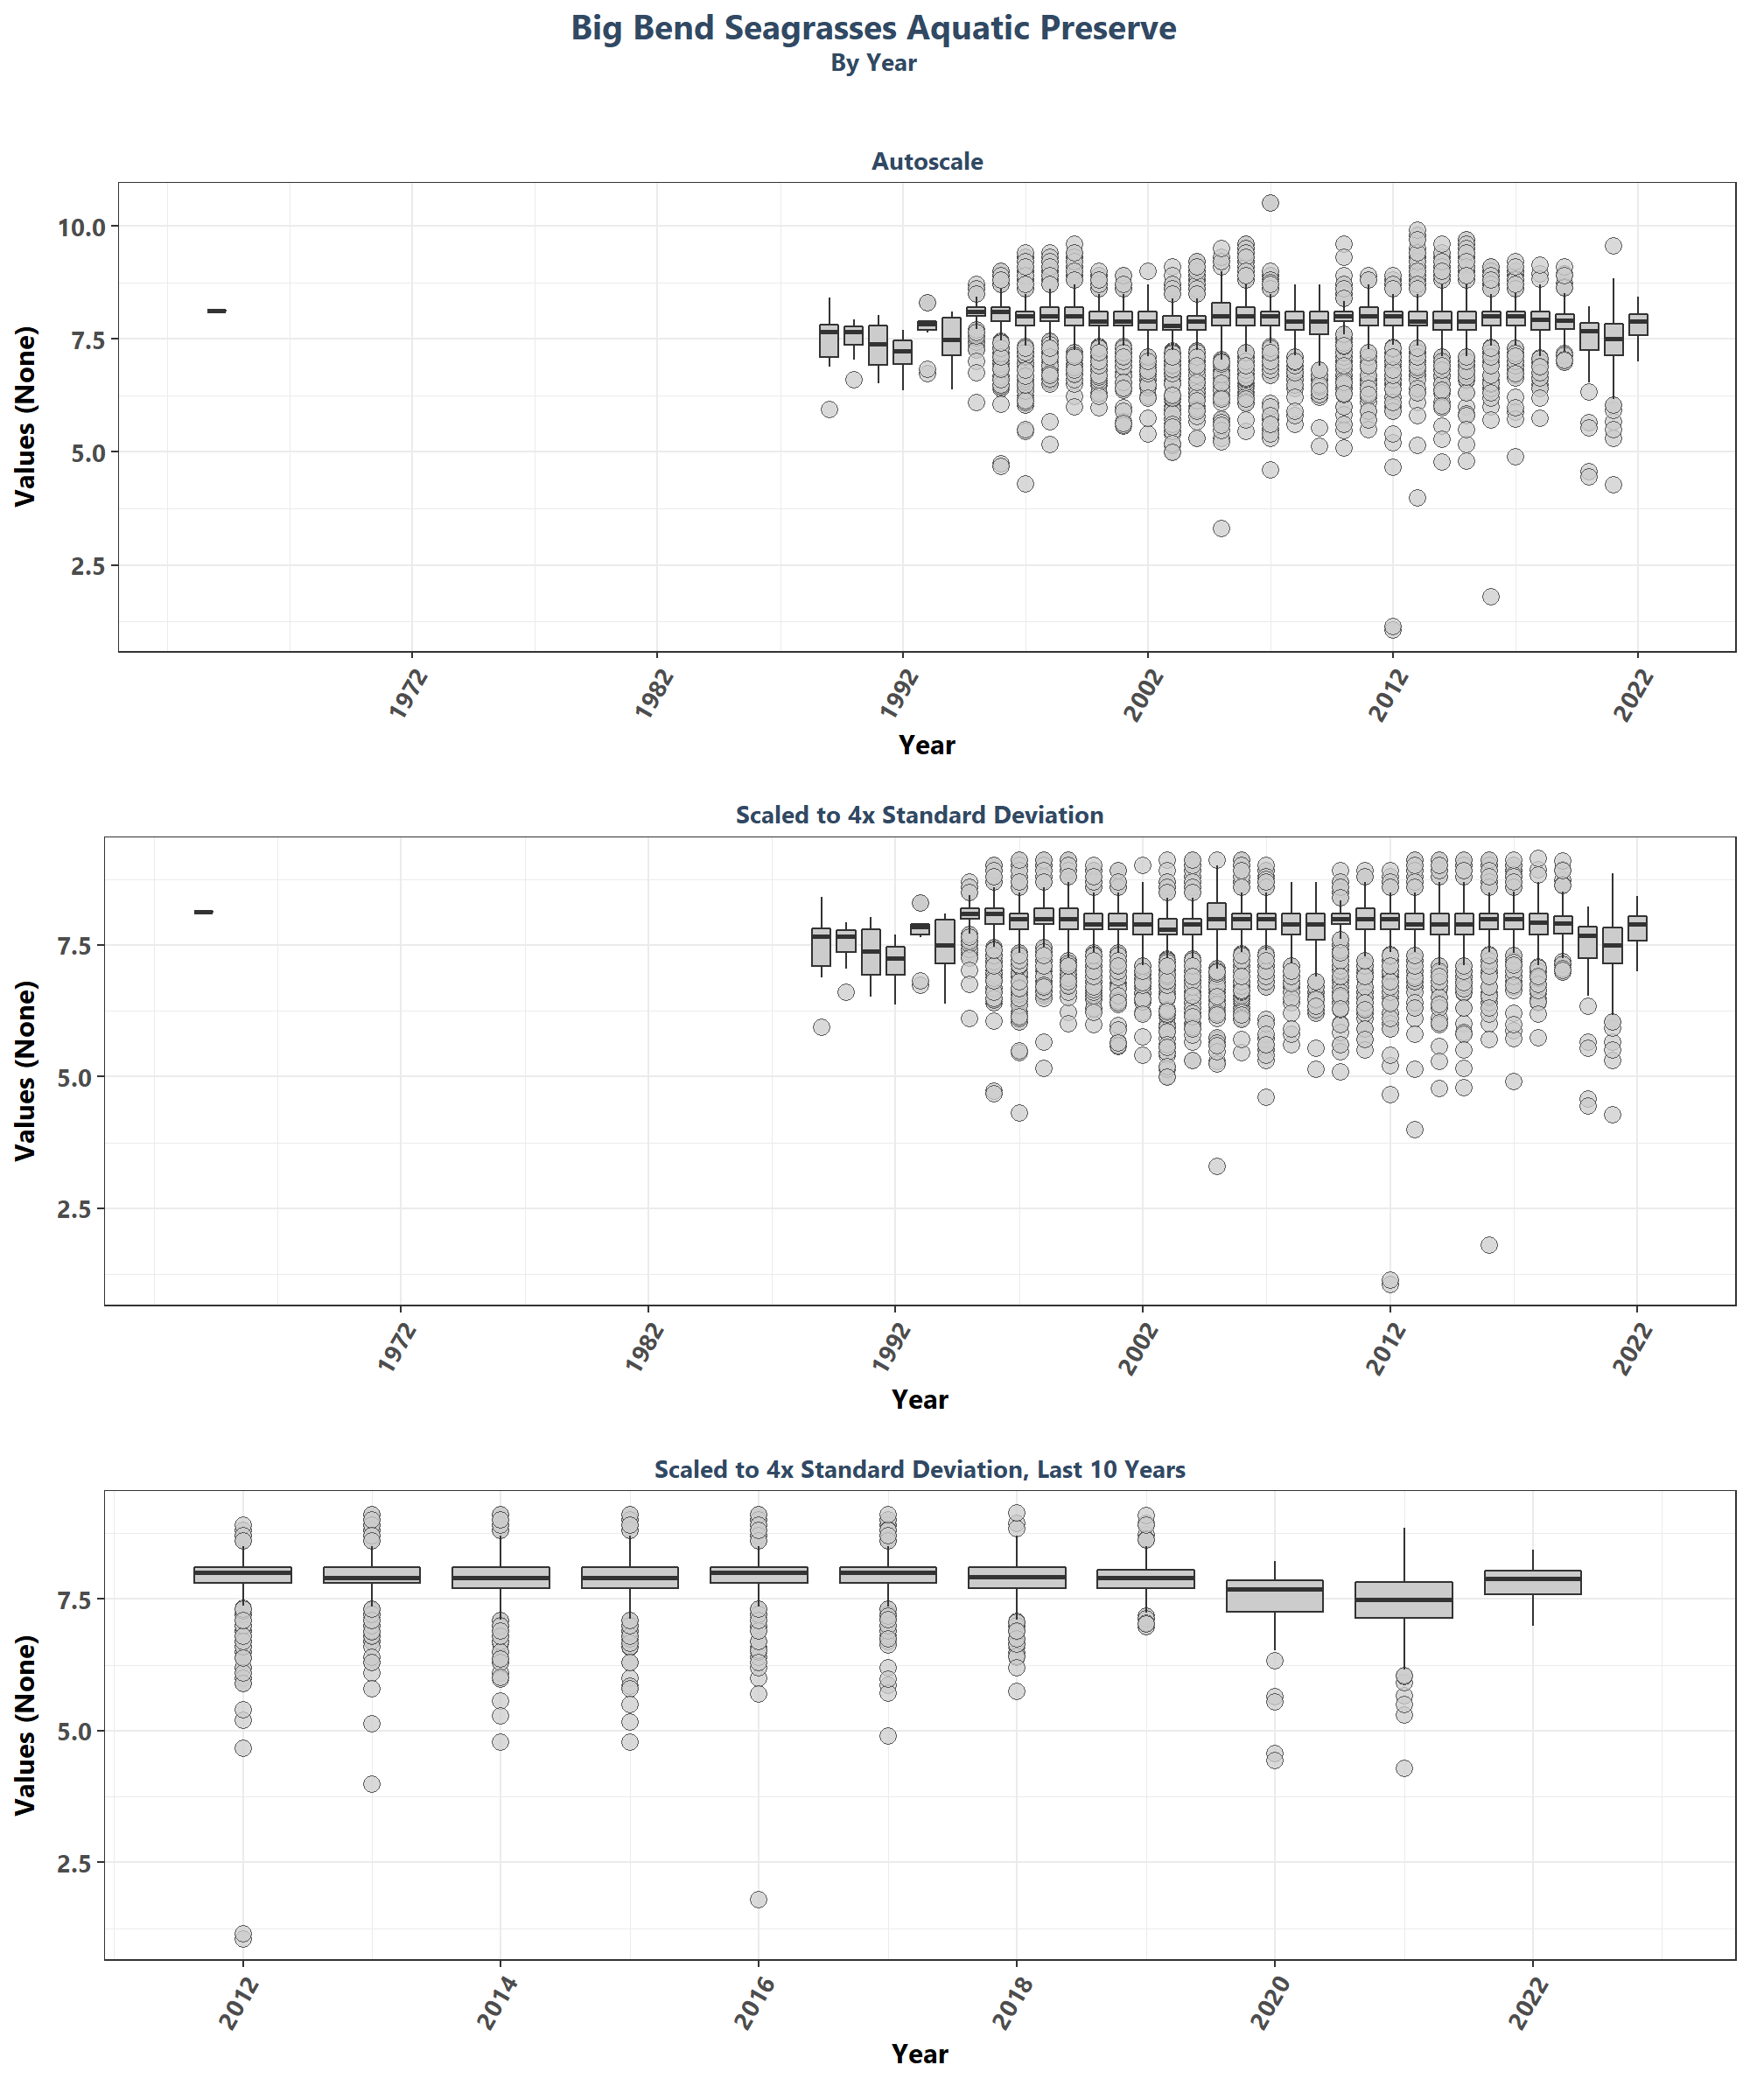 Big Bend Seagrasses Aquatic Preserve
By Year
Autoscale
Values (None)
10.0
7.5
5.0
2.5
1972
1982
1992
2002
2012
2022
Year
Scaled to 4x Standard Deviation
Values (None)
7.5
5.0
2.5
1972
1982
1992
2002
2012
2022
Year
Scaled to 4x Standard Deviation, Last 10 Years
Values (None)
7.5
5.0
2.5
2012
2014
2016
2018
2020
2022
Year